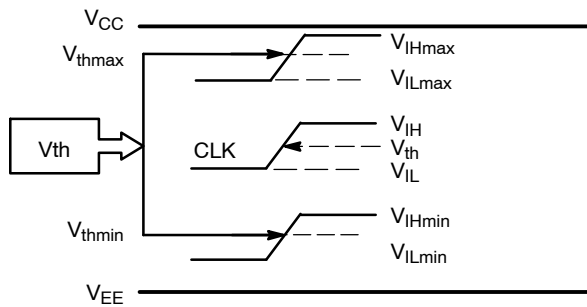 V_CC
V_thmax
V_IHmax
V_ILmax
Vth
CLK
V_IH
V_th
V_IL
V_thmin
V_IHmin
V_ILmin
V_EE